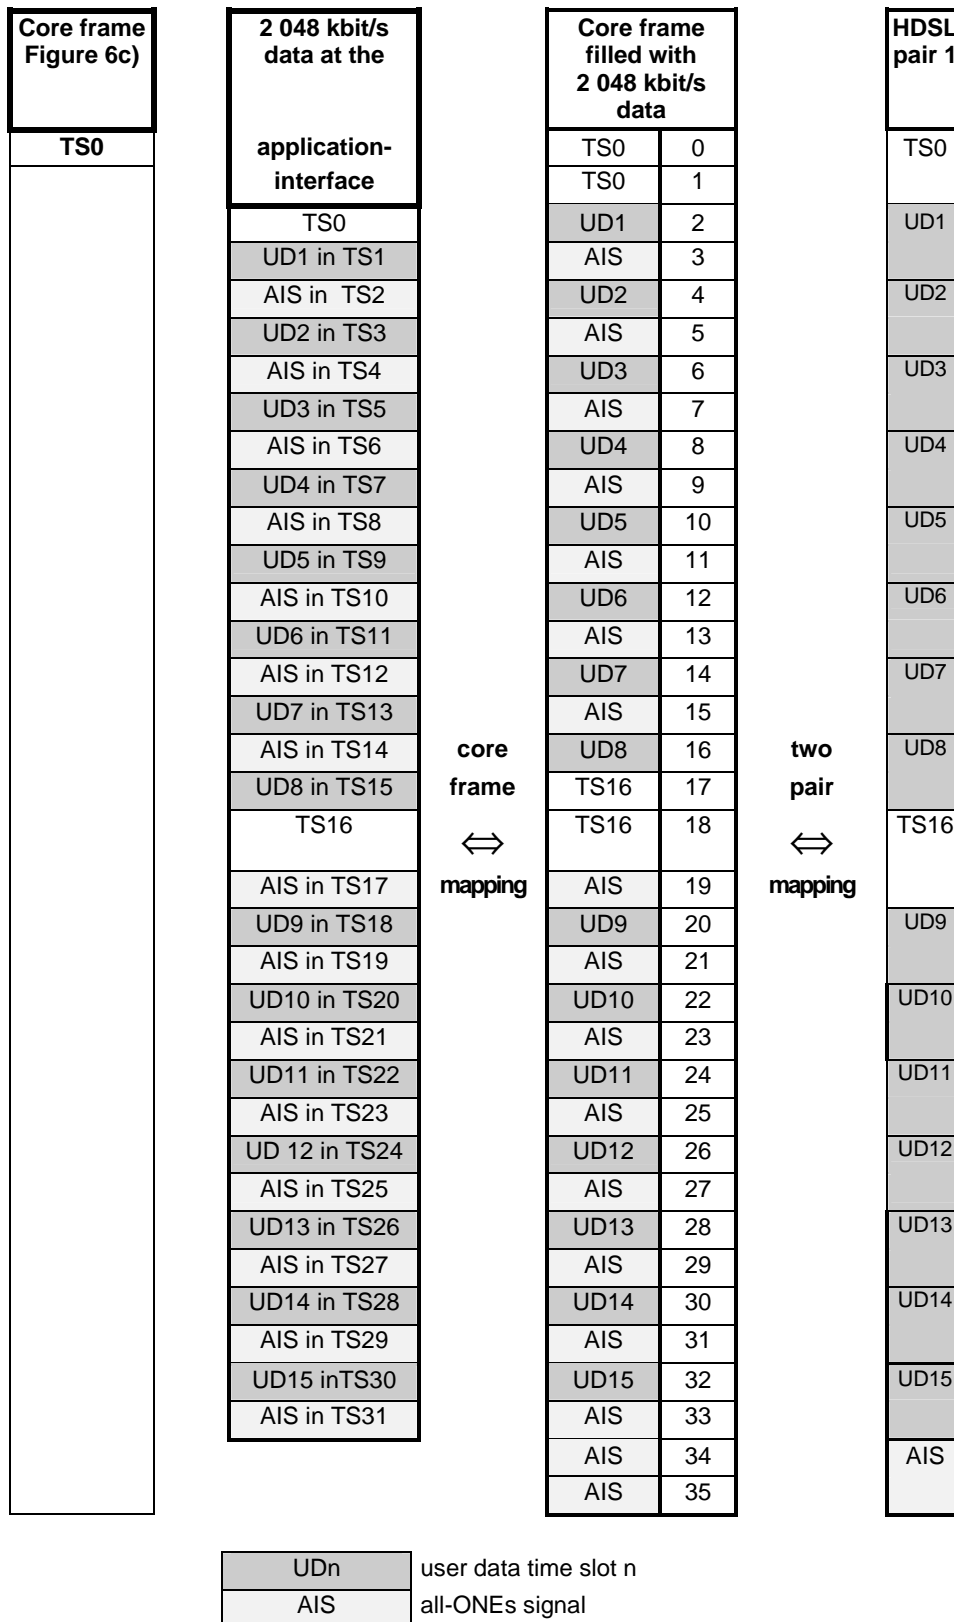 Core frame
Figure 6c)
2 048 kbit/s
data at the
application-
interface
Core frame
filled with
2 048 kbit/s
data
HDSL
pair 1
TS0 TS0 0 TS0
TS0 1
TS0 UD1 2 UD1
UD1 in TS1 AIS 3
AIS in TS2 UD2 4 UD2
UD2 in TS3 AIS 5
AIS in TS4 UD3 6 UD3
UD3 in TS5 AIS 7
AIS in TS6 UD4 8 UD4
UD4 in TS7 AIS 9
AIS in TS8 UD5 10 UD5
UD5 in TS9 AIS 11
AIS in TS10 UD6 12 UD6
UD6 in TS11 AIS 13
AIS in TS12 UD7 14 UD7
UD7 in TS13 AIS 15
AIS in TS14 core UD8 16 two UD8
UD8 in TS15 frame TS16 17 pair
TS16 ⇔ TS16 18 ⇔ TS16
AIS in TS17 mapping AIS 19 mapping
UD9 in TS18 UD9 20 UD9
AIS in TS19 AIS 21
UD10 in TS20 UD10 22 UD10
AIS in TS21 AIS 23
UD11 in TS22 UD11 24 UD11
AIS in TS23 AIS 25
UD 12 in TS24 UD12 26 UD12
AIS in TS25 AIS 27
UD13 in TS26 UD13 28 UD13
AIS in TS27 AIS 29
UD14 in TS28 UD14 30 UD14
AIS in TS29 AIS 31
UD15 inTS30 UD15 32 UD15
AIS in TS31 AIS 33
AIS 34 AIS
AIS 35
UDn user data time slot n
AIS all-ONEs signal